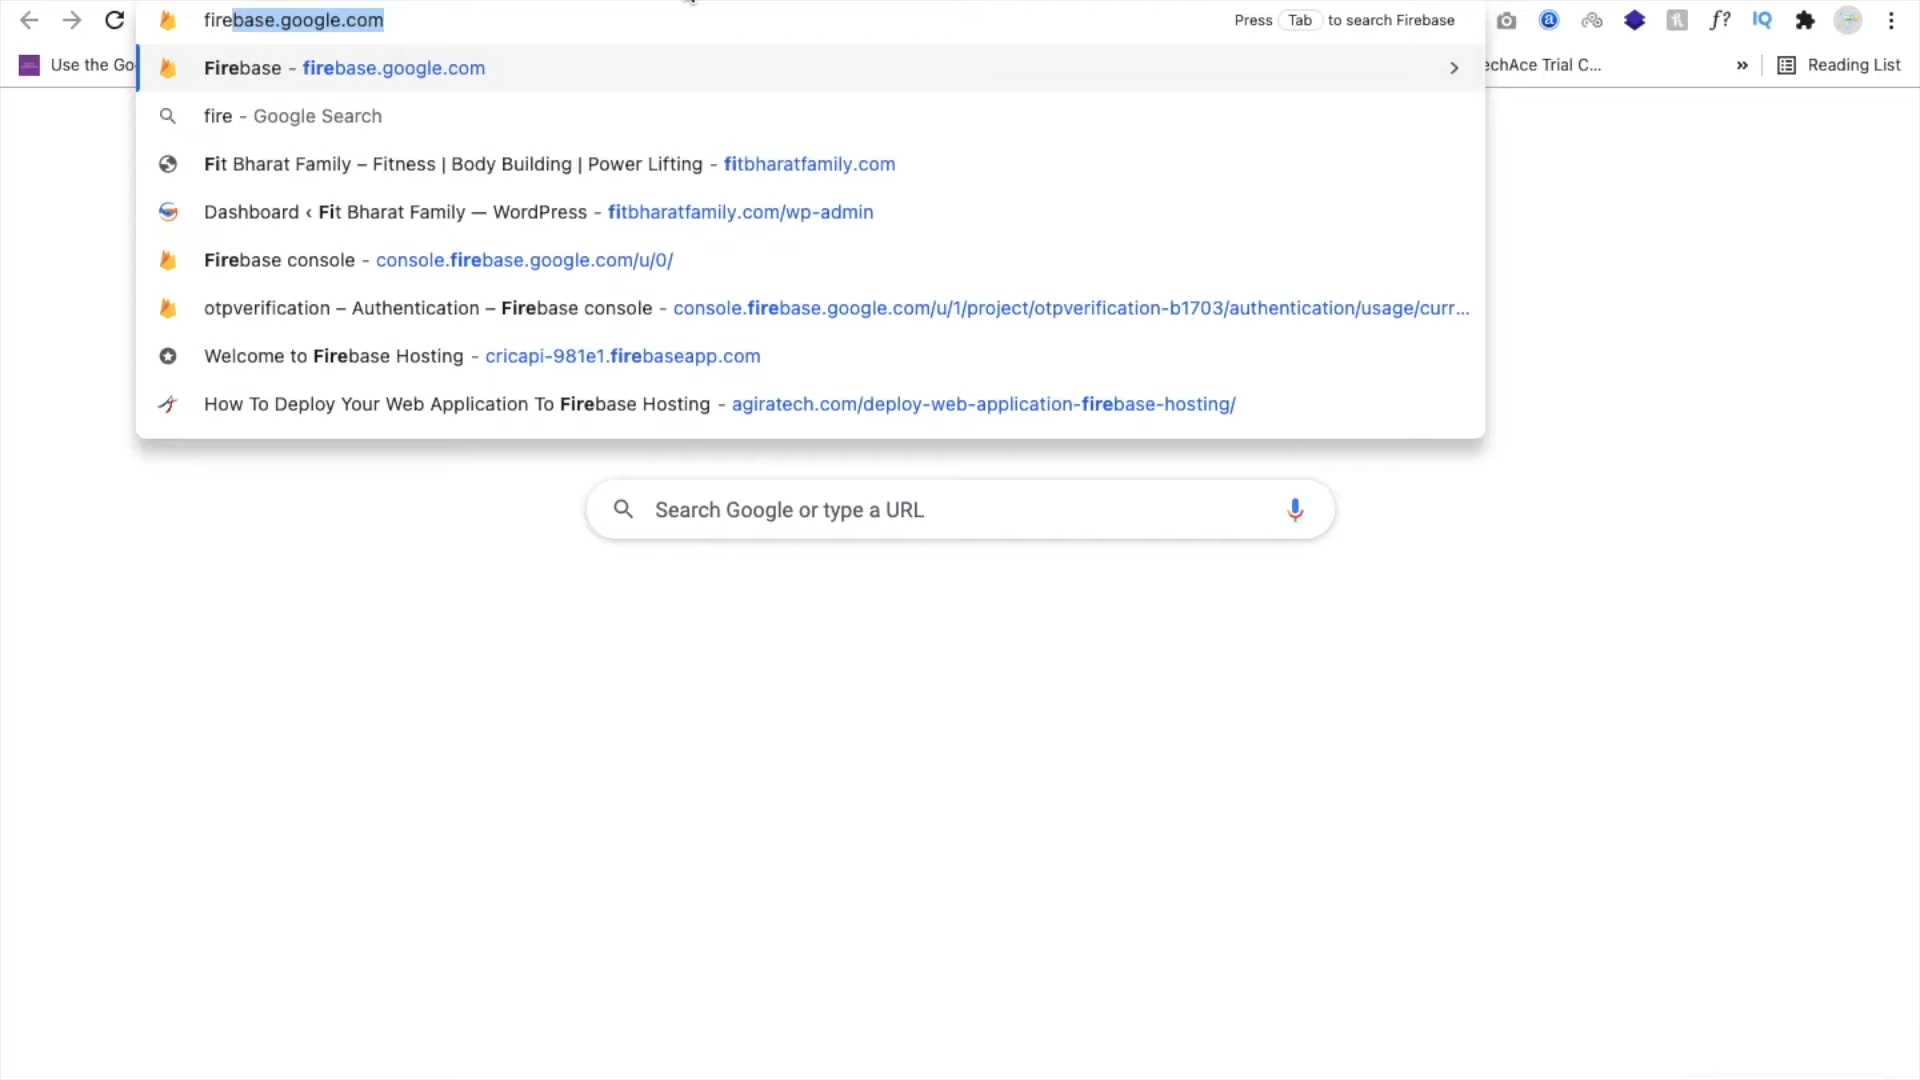 firebase.google.com
Press Tab to search Firebase
f?
IQ
Use the Go
echAce Trial C...
»
Reading List
Firebase - firebase.google.com
fire - Google Search
Fit Bharat Family – Fitness | Body Building | Power Lifting - fitbharatfamily.com
Dashboard ‹ Fit Bharat Family — WordPress - fitbharatfamily.com/wp-admin
Firebase console - console.firebase.google.com/u/0/
otpverification – Authentication – Firebase console - console.firebase.google.com/u/1/project/otpverification-b1703/authentication/usage/curr...
Welcome to Firebase Hosting - cricapi-981e1.firebaseapp.com
How To Deploy Your Web Application To Firebase Hosting - agiratech.com/deploy-web-application-firebase-hosting/
Search Google or type a URL